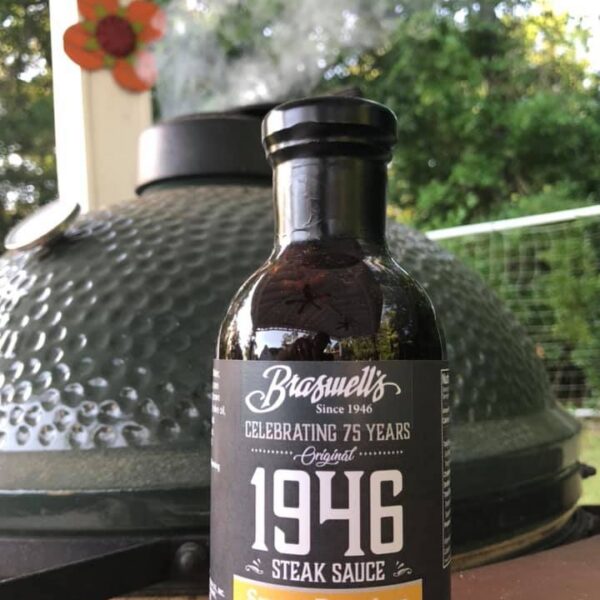 Braswell's
Since 1946
CELEBRATING 75 YEARS
Original
1946
STEAK SAUCE